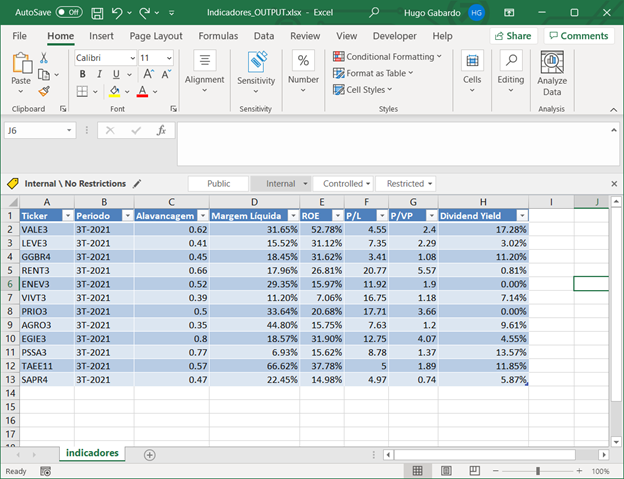 AutoSave Off Indicadores_OUTPUT.xlsx - Excel Hugo Gabardo HG
File Home Insert Page Layout Formulas Data Review View Developer Help Share Comments
Paste Calibri 11 Alignment Sensitivity Number Conditional Formatting Cells Editing Analyze Data
B I U A A Format as Table
A Cell Styles
Clipboard Font Sensitivity Styles Analysis
J6 fx
Internal \ No Restrictions Public Internal Controlled Restricted
A B C D E F G H I J
1 Ticker Periodo Alavancagem Margem Líquida ROE P/L P/VP Dividend Yield
2 VALE3 3T-2021 0.62 31.65% 52.78% 4.55 2.4 17.28%
3 LEVE3 3T-2021 0.41 15.52% 31.12% 7.35 2.29 3.02%
4 GGBR4 3T-2021 0.45 18.45% 31.62% 3.41 1.08 11.20%
5 RENT3 3T-2021 0.66 17.96% 26.81% 20.77 5.57 0.81%
6 ENEV3 3T-2021 0.52 29.35% 15.97% 11.92 1.9 0.00%
7 VIVT3 3T-2021 0.39 11.20% 7.06% 16.75 1.18 7.14%
8 PRIO3 3T-2021 0.5 33.64% 20.68% 17.71 3.66 0.00%
9 AGRO3 3T-2021 0.35 44.80% 15.75% 7.63 1.2 9.61%
10 EGIE3 3T-2021 0.8 18.57% 31.90% 12.75 4.07 4.55%
11 PSSA3 3T-2021 0.77 6.93% 15.62% 8.78 1.37 13.57%
12 TAEE11 3T-2021 0.57 66.62% 37.78% 5 1.89 11.85%
13 SAPR4 3T-2021 0.47 22.45% 14.98% 4.97 0.74 5.87%
14
15
16
17
18
indicadores
Ready 100%